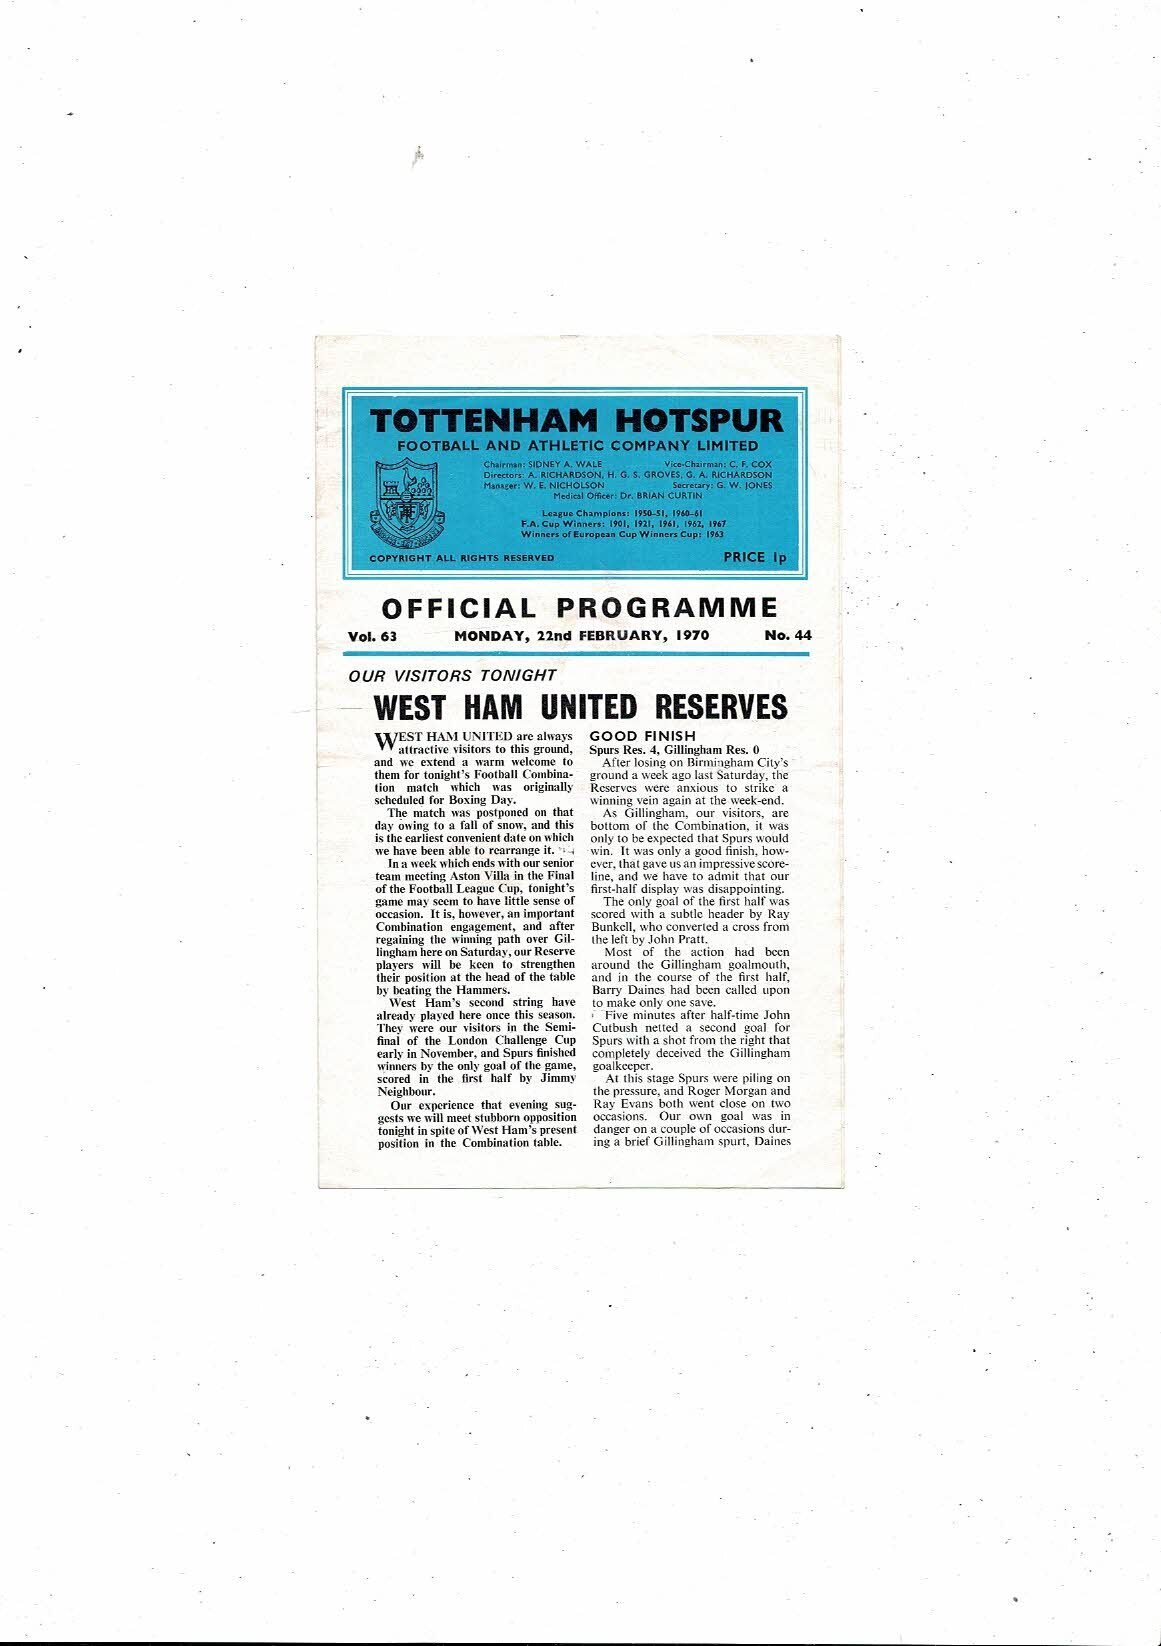 TOTTENHAM HOTSPUR
FOOTBALL AND ATHLETIC COMPANY LIMITED
Chairman: SIDNEY A. WALE Vice-Chairman: C. F. COX
Directors: A. RICHARDSON, H. G. S. GROVES, G. A. RICHARDSON
Manager: W. E. NICHOLSON Secretary: G. W. JONES
Medical Officer: Dr. BRIAN CURTIN
League Champions: 1950-51, 1960-61
F.A. Cup Winners: 1901, 1921, 1961, 1962, 1967
Winners of European Cup Winners Cup: 1963
COPYRIGHT ALL RIGHTS RESERVED PRICE 1p
OFFICIAL PROGRAMME
Vol. 63 MONDAY, 22nd FEBRUARY, 1970 No. 44
OUR VISITORS TONIGHT
WEST HAM UNITED RESERVES
WEST HAM UNITED are always
attractive visitors to this ground,
and we extend a warm welcome to
them for tonight's Football Combina-
tion match which was originally
scheduled for Boxing Day.
The match was postponed on that
day owing to a fall of snow, and this
is the earliest convenient date on which
we have been able to rearrange it.
In a week which ends with our senior
team meeting Aston Villa in the Final
of the Football League Cup, tonight's
game may seem to have little sense of
occasion. It is, however, an important
Combination engagement, and after
regaining the winning path over Gil-
lingham here on Saturday, our Reserve
players will be keen to strengthen
their position at the head of the table
by beating the Hammers.
West Ham's second string have
already played here once this season.
They were our visitors in the Semi-
final of the London Challenge Cup
early in November, and Spurs finished
winners by the only goal of the game,
scored in the first half by Jimmy
Neighbour.
Our experience that evening sug-
gests we will meet stubborn opposition
tonight in spite of West Ham's present
position in the Combination table.
GOOD FINISH
Spurs Res. 4, Gillingham Res. 0
After losing on Birmingham City's
ground a week ago last Saturday, the
Reserves were anxious to strike a
winning vein again at the week-end.
As Gillingham, our visitors, are
bottom of the Combination, it was
only to be expected that Spurs would
win. It was only a good finish, how-
ever, that gave us an impressive score-
line, and we have to admit that our
first-half display was disappointing.
The only goal of the first half was
scored with a subtle header by Ray
Bunkell, who converted a cross from
the left by John Pratt.
Most of the action had been
around the Gillingham goalmouth,
and in the course of the first half,
Barry Daines had been called upon
to make only one save.
Five minutes after half-time John
Cutbush netted a second goal for
Spurs with a shot from the right that
completely deceived the Gillingham
goalkeeper.
At this stage Spurs were piling on
the pressure, and Roger Morgan and
Ray Evans both went close on two
occasions. Our own goal was in
danger on a couple of occasions dur-
ing a brief Gillingham spurt, Daines